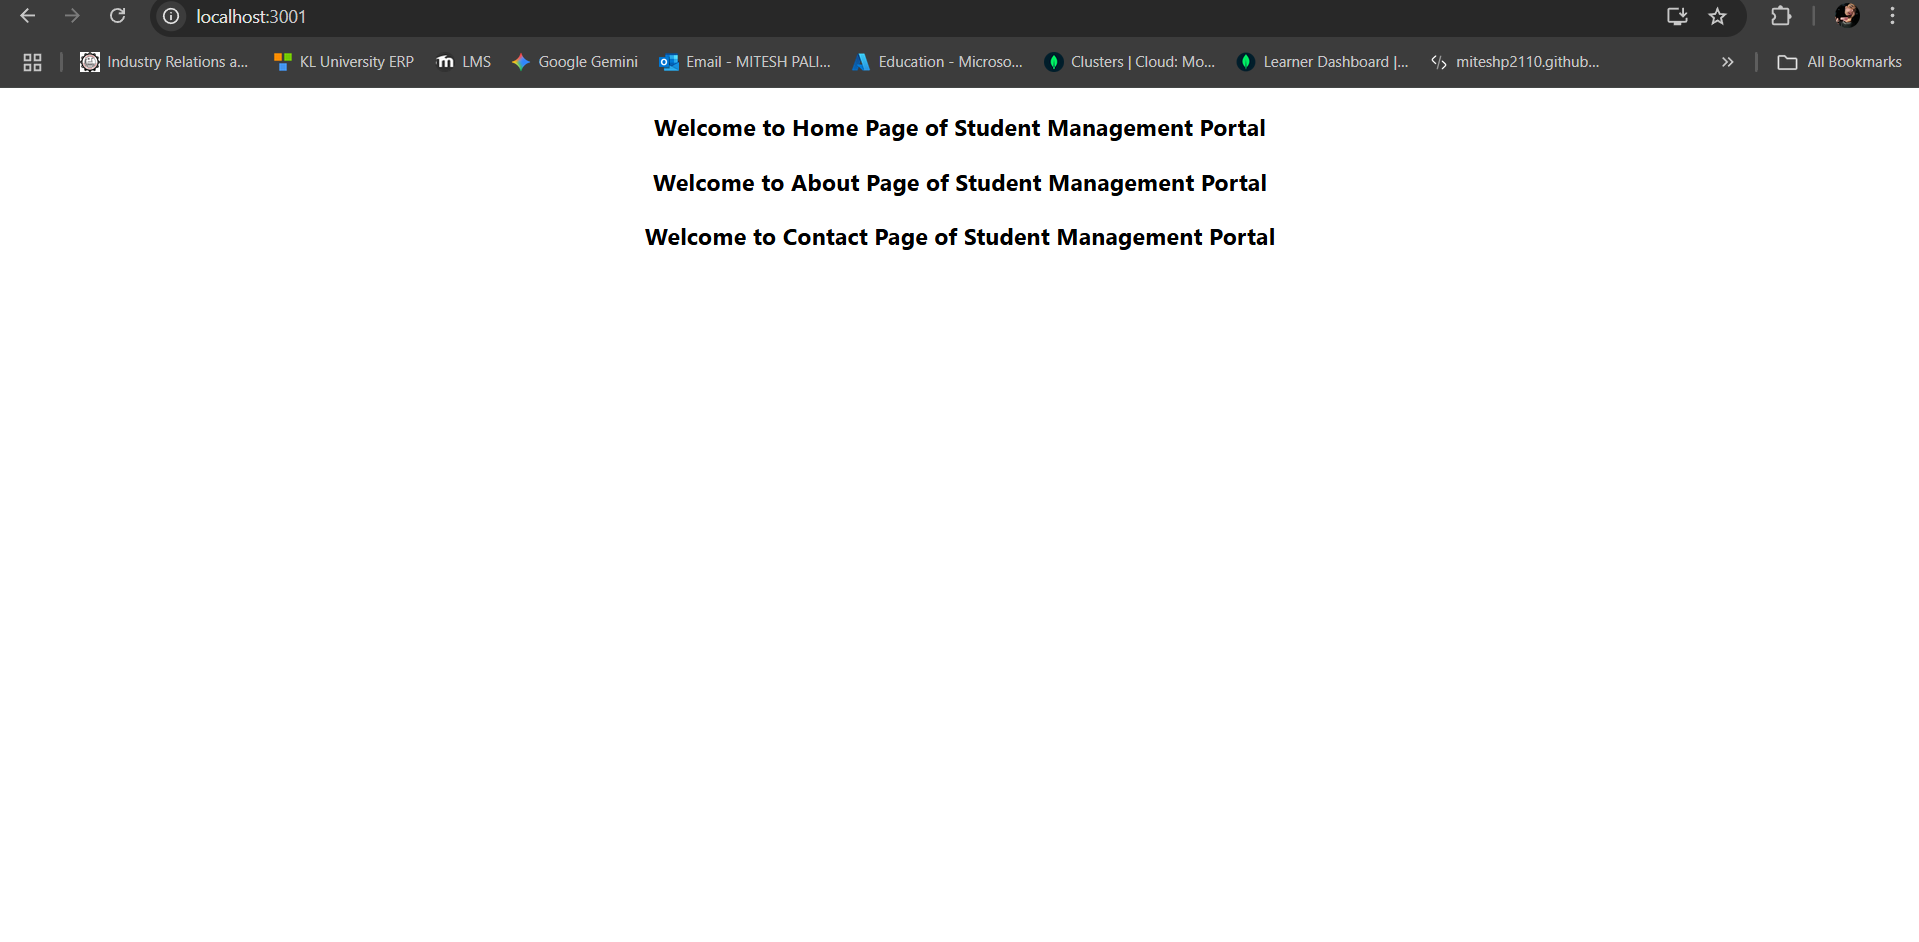 localhost:3001
Industry Relations a... KL University ERP LMS Google Gemini Email - MITESH PALI... Education - Microso... Clusters | Cloud: Mo... Learner Dashboard |... miteshp2110.github... » All Bookmarks
Welcome to Home Page of Student Management Portal
Welcome to About Page of Student Management Portal
Welcome to Contact Page of Student Management Portal